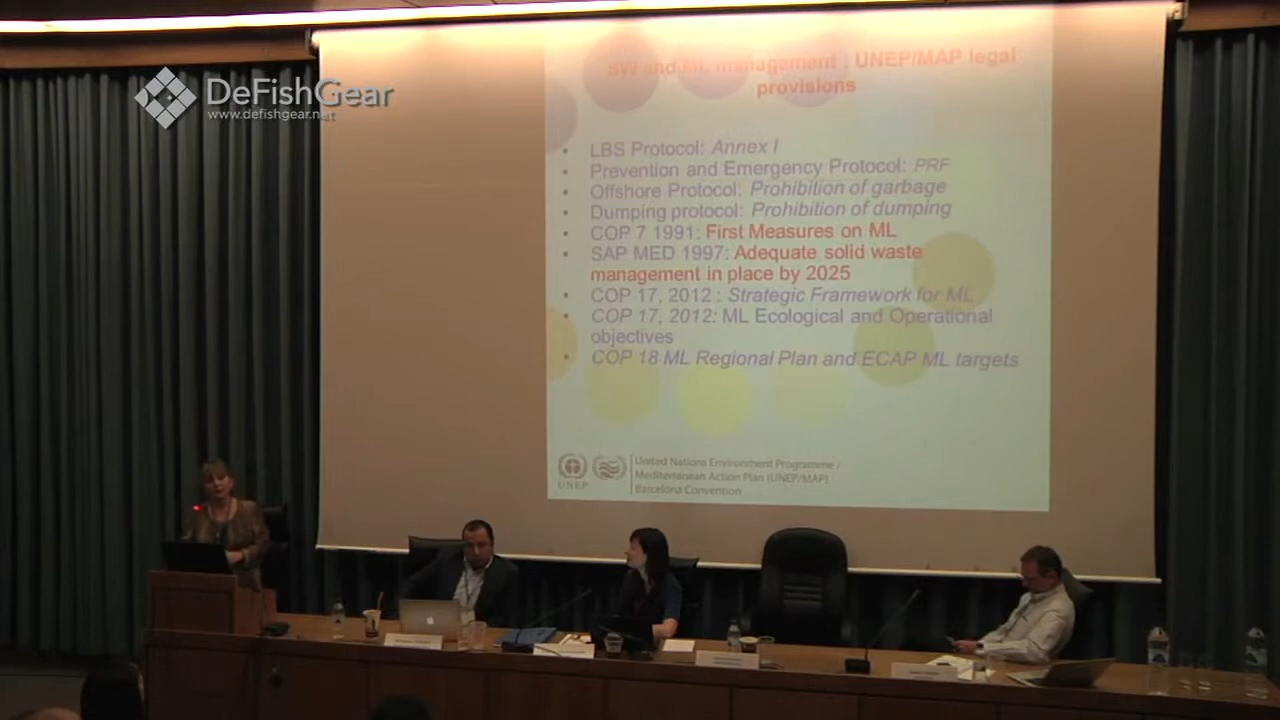 DeFishGear
www.defishgear.net
SW and ML management : UNEP/MAP legal
provisions
• LBS Protocol: Annex I
• Prevention and Emergency Protocol: PRF
• Offshore Protocol: Prohibition of garbage
• Dumping protocol: Prohibition of dumping
• COP 7 1991: First Measures on ML
• SAP MED 1997: Adequate solid waste
management in place by 2025
• COP 17, 2012 : Strategic Framework for ML
• COP 17, 2012: ML Ecological and Operational
objectives
• COP 18 ML Regional Plan and ECAP ML targets
UNEP
United Nations Environment Programme /
Mediterranean Action Plan (UNEP/MAP)
Barcelona Convention